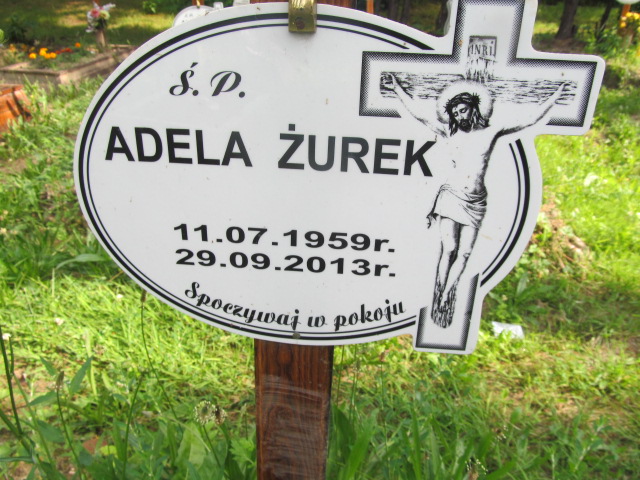 Ś. P.
INRI
ADELA ŻUREK
11.07.1959r.
29.09.2013r.
Spoczywaj w pokoju